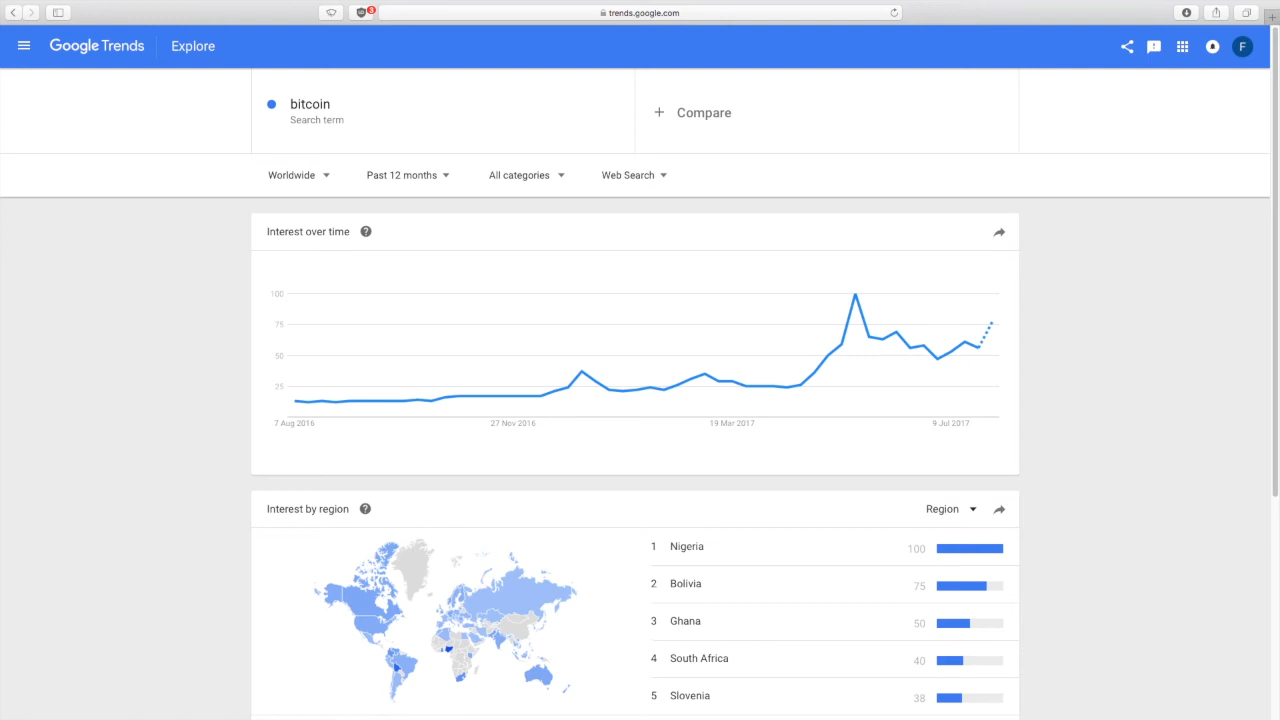 3
trends.google.com
Google Trends
Explore
F
bitcoin
Search term
+ Compare
Worldwide
Past 12 months
All categories
Web Search
Interest over time ?
100
75
50
25
7 Aug 2016
27 Nov 2016
19 Mar 2017
9 Jul 2017
Interest by region ?
Region
1 Nigeria 100
2 Bolivia 75
3 Ghana 50
4 South Africa 40
5 Slovenia 38